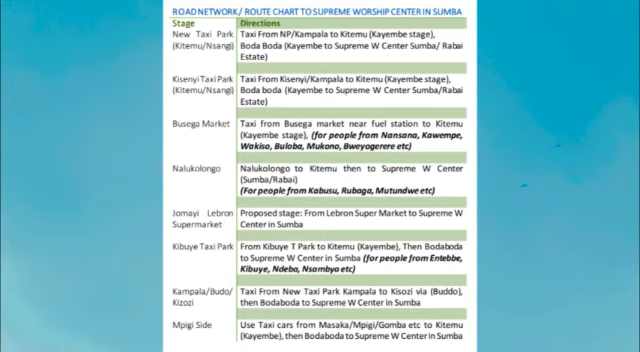 ROAD NETWORK/ ROUTE CHART TO SUPREME WORSHIP CENTER IN SUMBA
Stage Directions
New Taxi Park (Kitemu/Nsangi)
Taxi From NP/Kampala to Kitemu (Kayembe stage),
Boda Boda (Kayembe to Supreme W Center Sumba/ Rabai
Estate)
Kisenyi Taxi Park (Kitemu/Nsangi)
Taxi From Kisenyi/Kampala to Kitemu (Kayembe stage),
Boda boda (Kayembe to Supreme W Center Sumba/Rabai
Estate)
Busega Market
Taxi from Busega market near fuel station to Kitemu
(Kayembe stage), (for people from Nansana, Kawempe,
Wakiso, Buloba, Mukono, Bweyogerere etc)
Nalukolongo
Nalukolongo to Kitemu then to Supreme W Center
(Sumba/Rabai)
(For people from Kabusu, Rubaga, Mutundwe etc)
Jomayi Lebron
Supermarket
Proposed stage: From Lebron Super Market to Supreme W
Center in Sumba
Kibuye Taxi Park
From Kibuye T Park to Kitemu (Kayembe), Then Bodaboda
to Supreme W Center in Sumba (for people from Entebbe,
Kibuye, Ndeba, Nsambya etc)
Kampala/Budo/
Kizozi
Taxi From New Taxi Park Kampala to Kisozi via (Buddo),
then Bodaboda to Supreme W Center in Sumba
Mpigi Side
Use Taxi cars from Masaka/Mpigi/Gomba etc to Kitemu
(Kayembe), then Bodaboda to Supreme W Center in Sumba